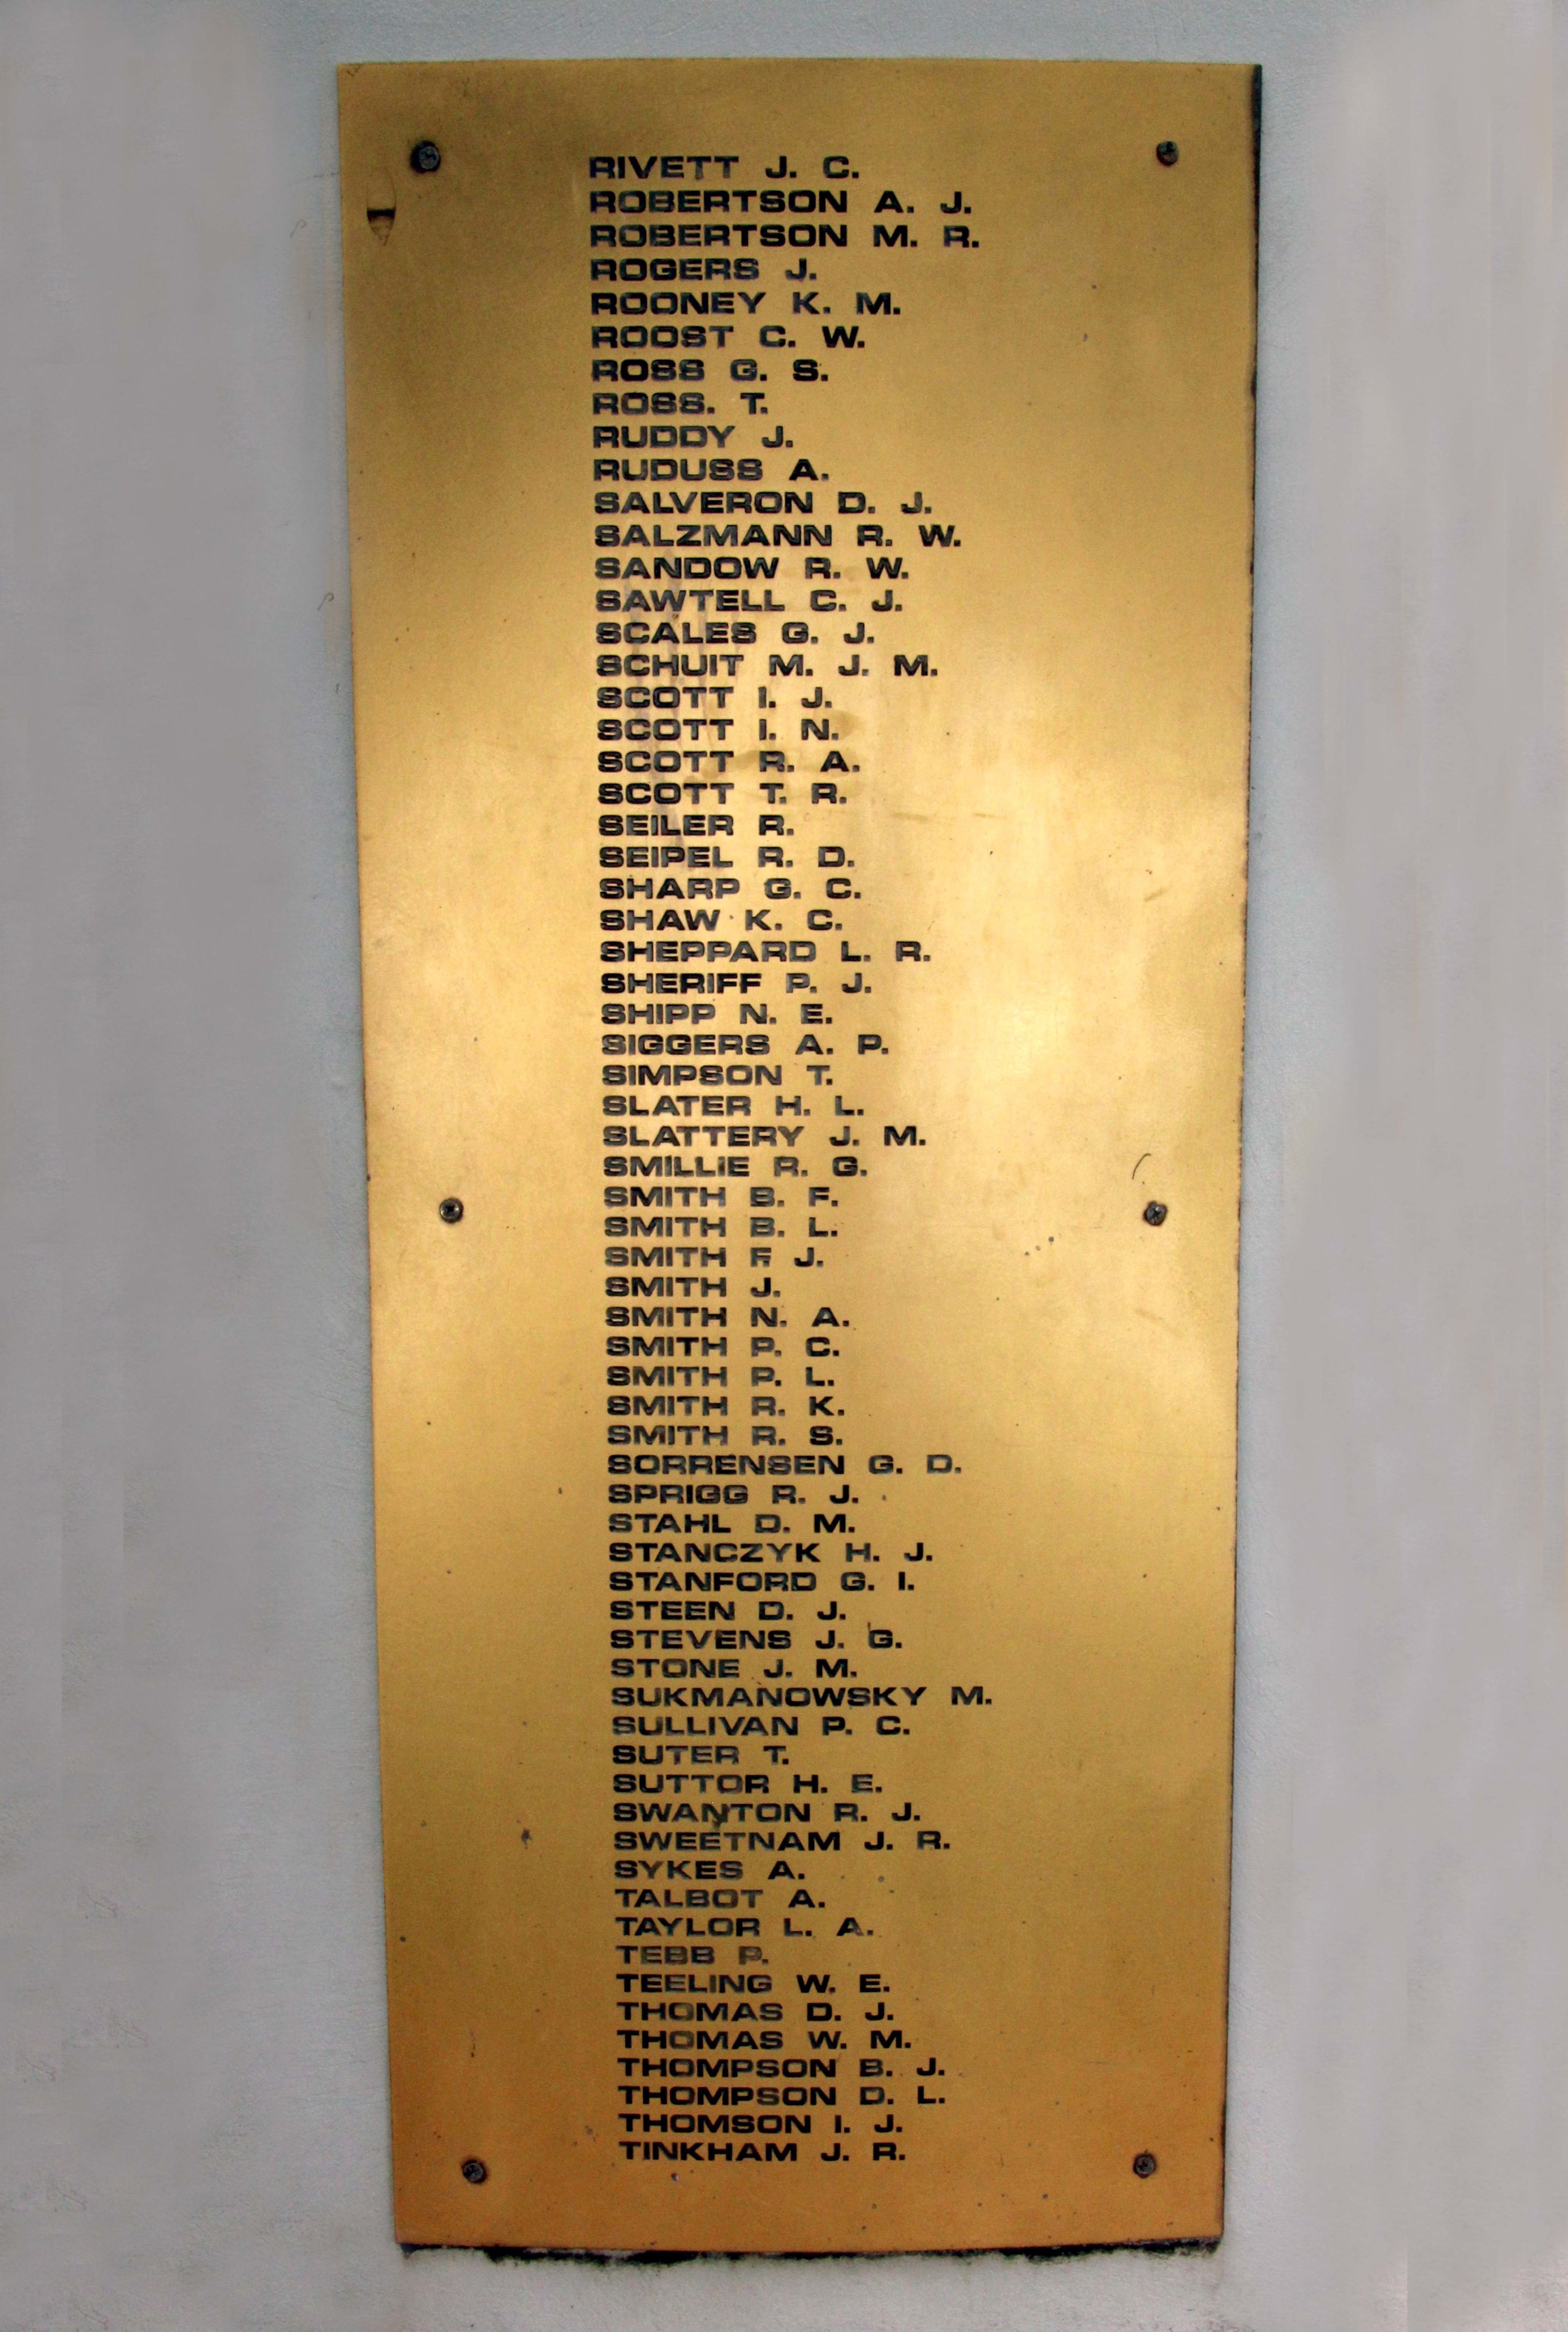 RIVETT J. C.
ROBERTSON A. J.
ROBERTSON M. R.
ROGERS J.
ROONEY K. M.
ROOST C. W.
ROSS G. S.
ROSS. T.
RUDDY J.
RUDUSS A.
SALVERON D. J.
SALZMANN R. W.
SANDOW R. W.
SAWTELL C. J.
SCALES G. J.
SCHUIT M. J. M.
SCOTT I. J.
SCOTT I. N.
SCOTT R. A.
SCOTT T. R.
SEILER R.
SEIPEL R. D.
SHARP G. C.
SHAW K. C.
SHEPPARD L. R.
SHERIFF P. J.
SHIPP N. E.
SIGGERS A. P.
SIMPSON T.
SLATER H. L.
SLATTERY J. M.
SMILLIE R. G.
SMITH B. F.
SMITH B. L.
SMITH F J.
SMITH J.
SMITH N. A.
SMITH P. C.
SMITH P. L.
SMITH R. K.
SMITH R. S.
SORRENSEN G. D.
SPRIGG R. J.
STAHL D. M.
STANCZYK H. J.
STANFORD G. I.
STEEN D. J.
STEVENS J. G.
STONE J. M.
SUKMANOWSKY M.
SULLIVAN P. C.
SUTER T.
SUTTOR H. E.
SWANTON R. J.
SWEETNAM J. R.
SYKES A.
TALBOT A.
TAYLOR L. A.
TEBB P.
TEELING W. E.
THOMAS D. J.
THOMAS W. M.
THOMPSON B. J.
THOMPSON D. L.
THOMSON I. J.
TINKHAM J. R.